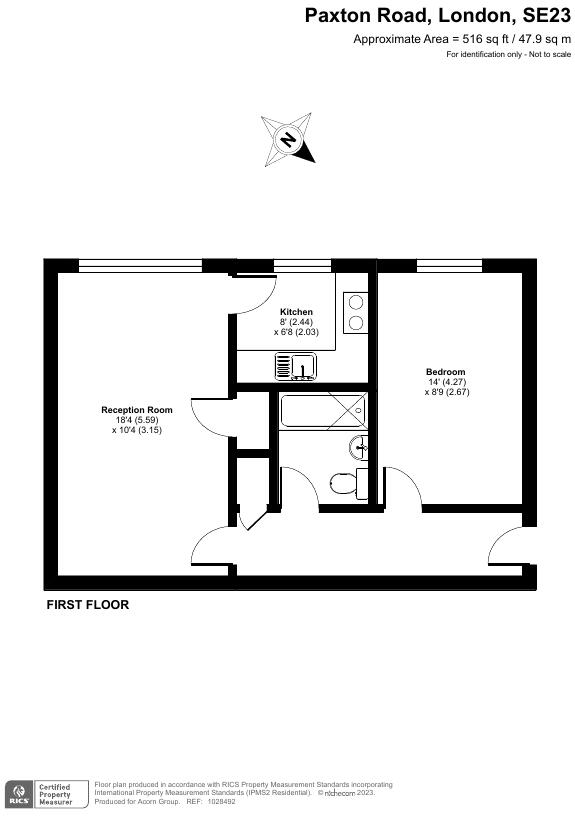 Paxton Road, London, SE23
Approximate Area = 516 sq ft / 47.9 sq m
For identification only - Not to scale
N
Kitchen
8' (2.44)
x 6'8 (2.03)
Bedroom
14' (4.27)
x 8'9 (2.67)
Reception Room
18'4 (5.59)
x 10'4 (3.15)
FIRST FLOOR
RICS
Certified
Property
Measurer
Floor plan produced in accordance with RICS Property Measurement Standards incorporating
International Property Measurement Standards (IPMS2 Residential). © nichecom 2023.
Produced for Acorn Group. REF: 1028492